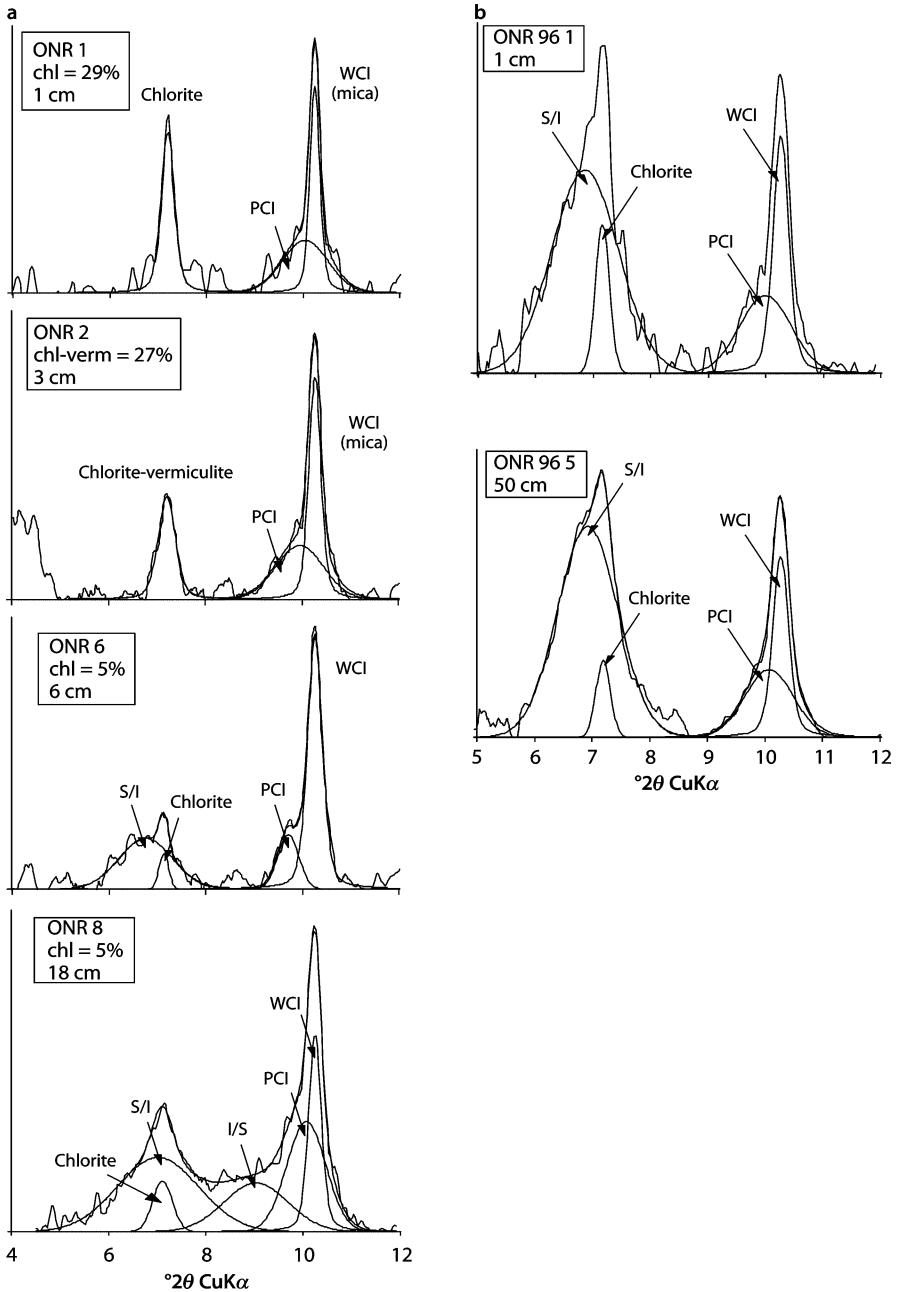 a
ONR 1
chl = 29%
1 cm
Chlorite
WCI
(mica)
PCI
ONR 2
chl-verm = 27%
3 cm
Chlorite-vermiculite
WCI
(mica)
PCI
ONR 6
chl = 5%
6 cm
WCI
S/I
Chlorite
PCI
ONR 8
chl = 5%
18 cm
WCI
PCI
S/I
I/S
Chlorite
4 6 8 10 12
°2θ CuKα
b
ONR 96 1
1 cm
S/I
WCI
Chlorite
PCI
ONR 96 5
50 cm
S/I
WCI
Chlorite
PCI
5 6 7 8 9 10 11 12
°2θ CuKα